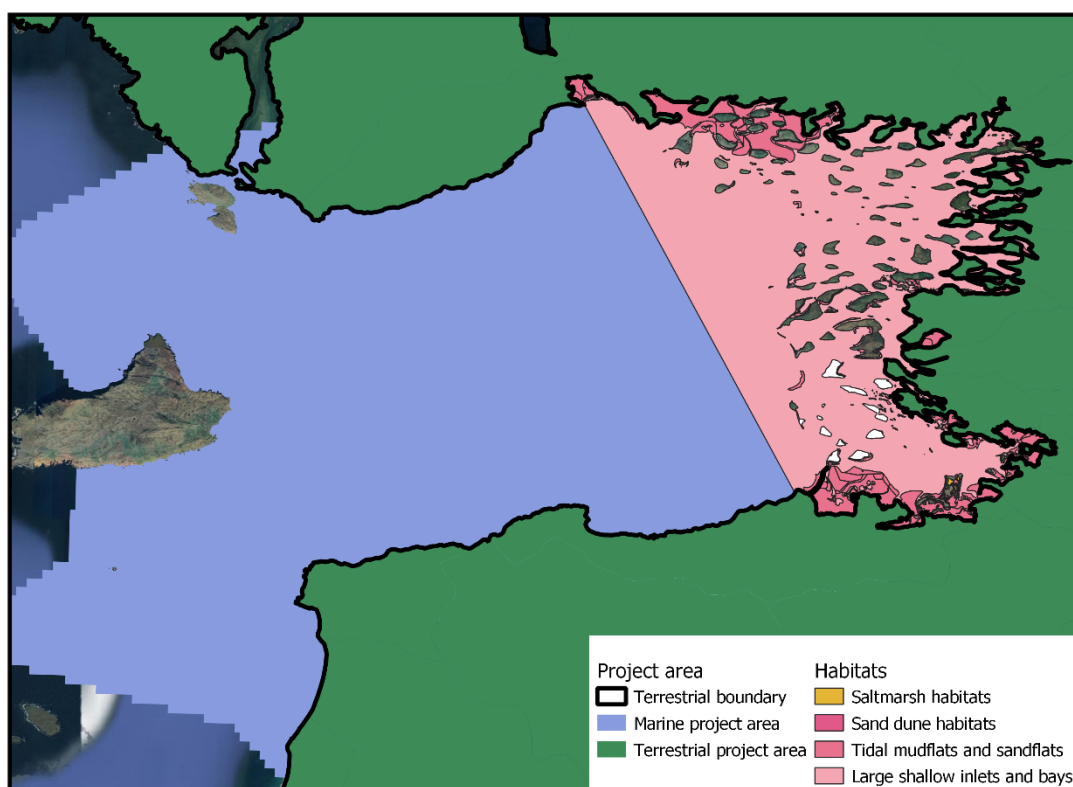 Project area
Terrestrial boundary
Marine project area
Terrestrial project area
Habitats
Saltmarsh habitats
Sand dune habitats
Tidal mudflats and sandflats
Large shallow inlets and bays